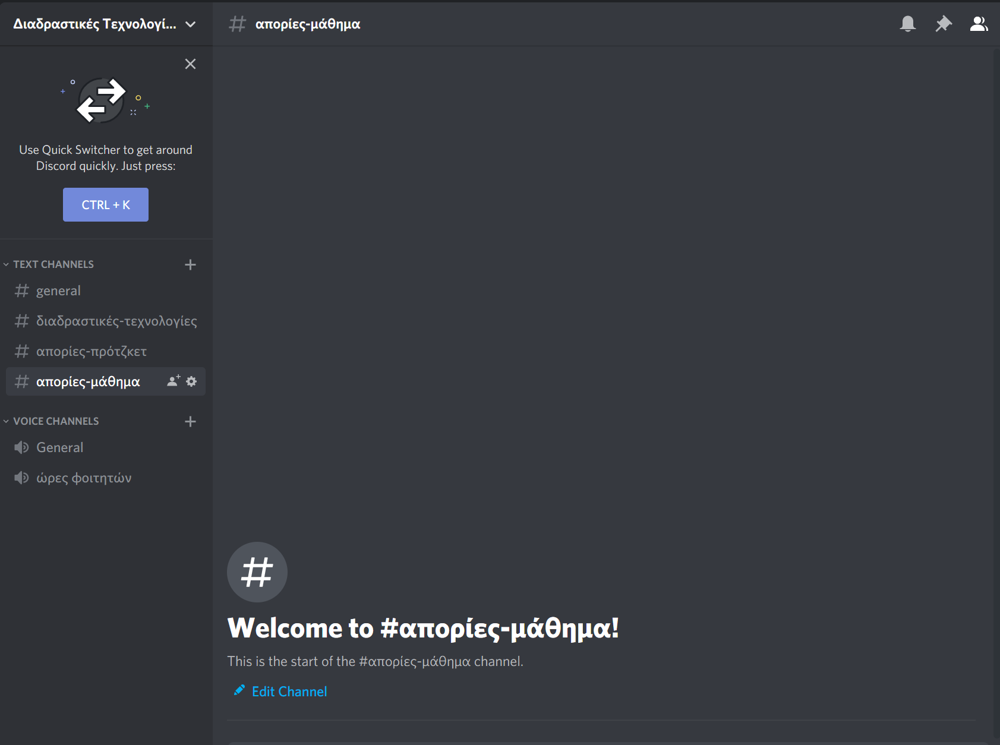 Διαδραστικές Τεχνολογί...
απορίες-μάθημα
Use Quick Switcher to get around
Discord quickly. Just press:
CTRL + K
TEXT CHANNELS
general
διαδραστικές-τεχνολογίες
απορίες-πρότζκετ
απορίες-μάθημα
VOICE CHANNELS
General
ώρες φοιτητών
Welcome to #απορίες-μάθημα!
This is the start of the #απορίες-μάθημα channel.
Edit Channel